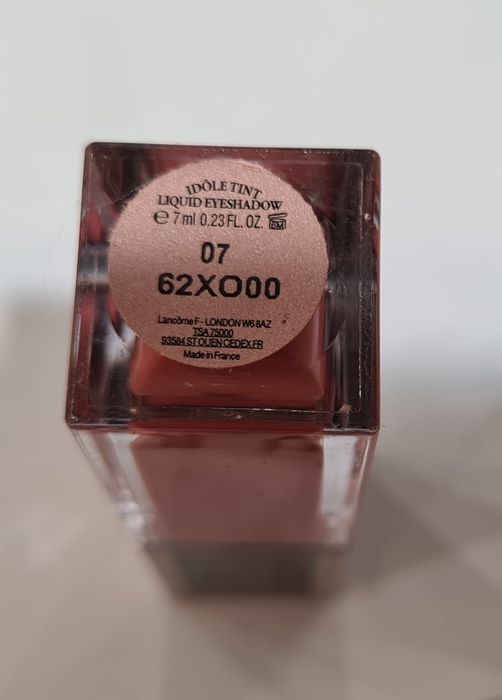 IDÔLE TINT
LIQUID EYESHADOW
℮ 7 ml 0.23 FL. OZ. 6M
07
62XO00
Lancôme F - LONDON W6 8AZ
TSA 75000
93584 ST OUEN CEDEX FR
Made in France